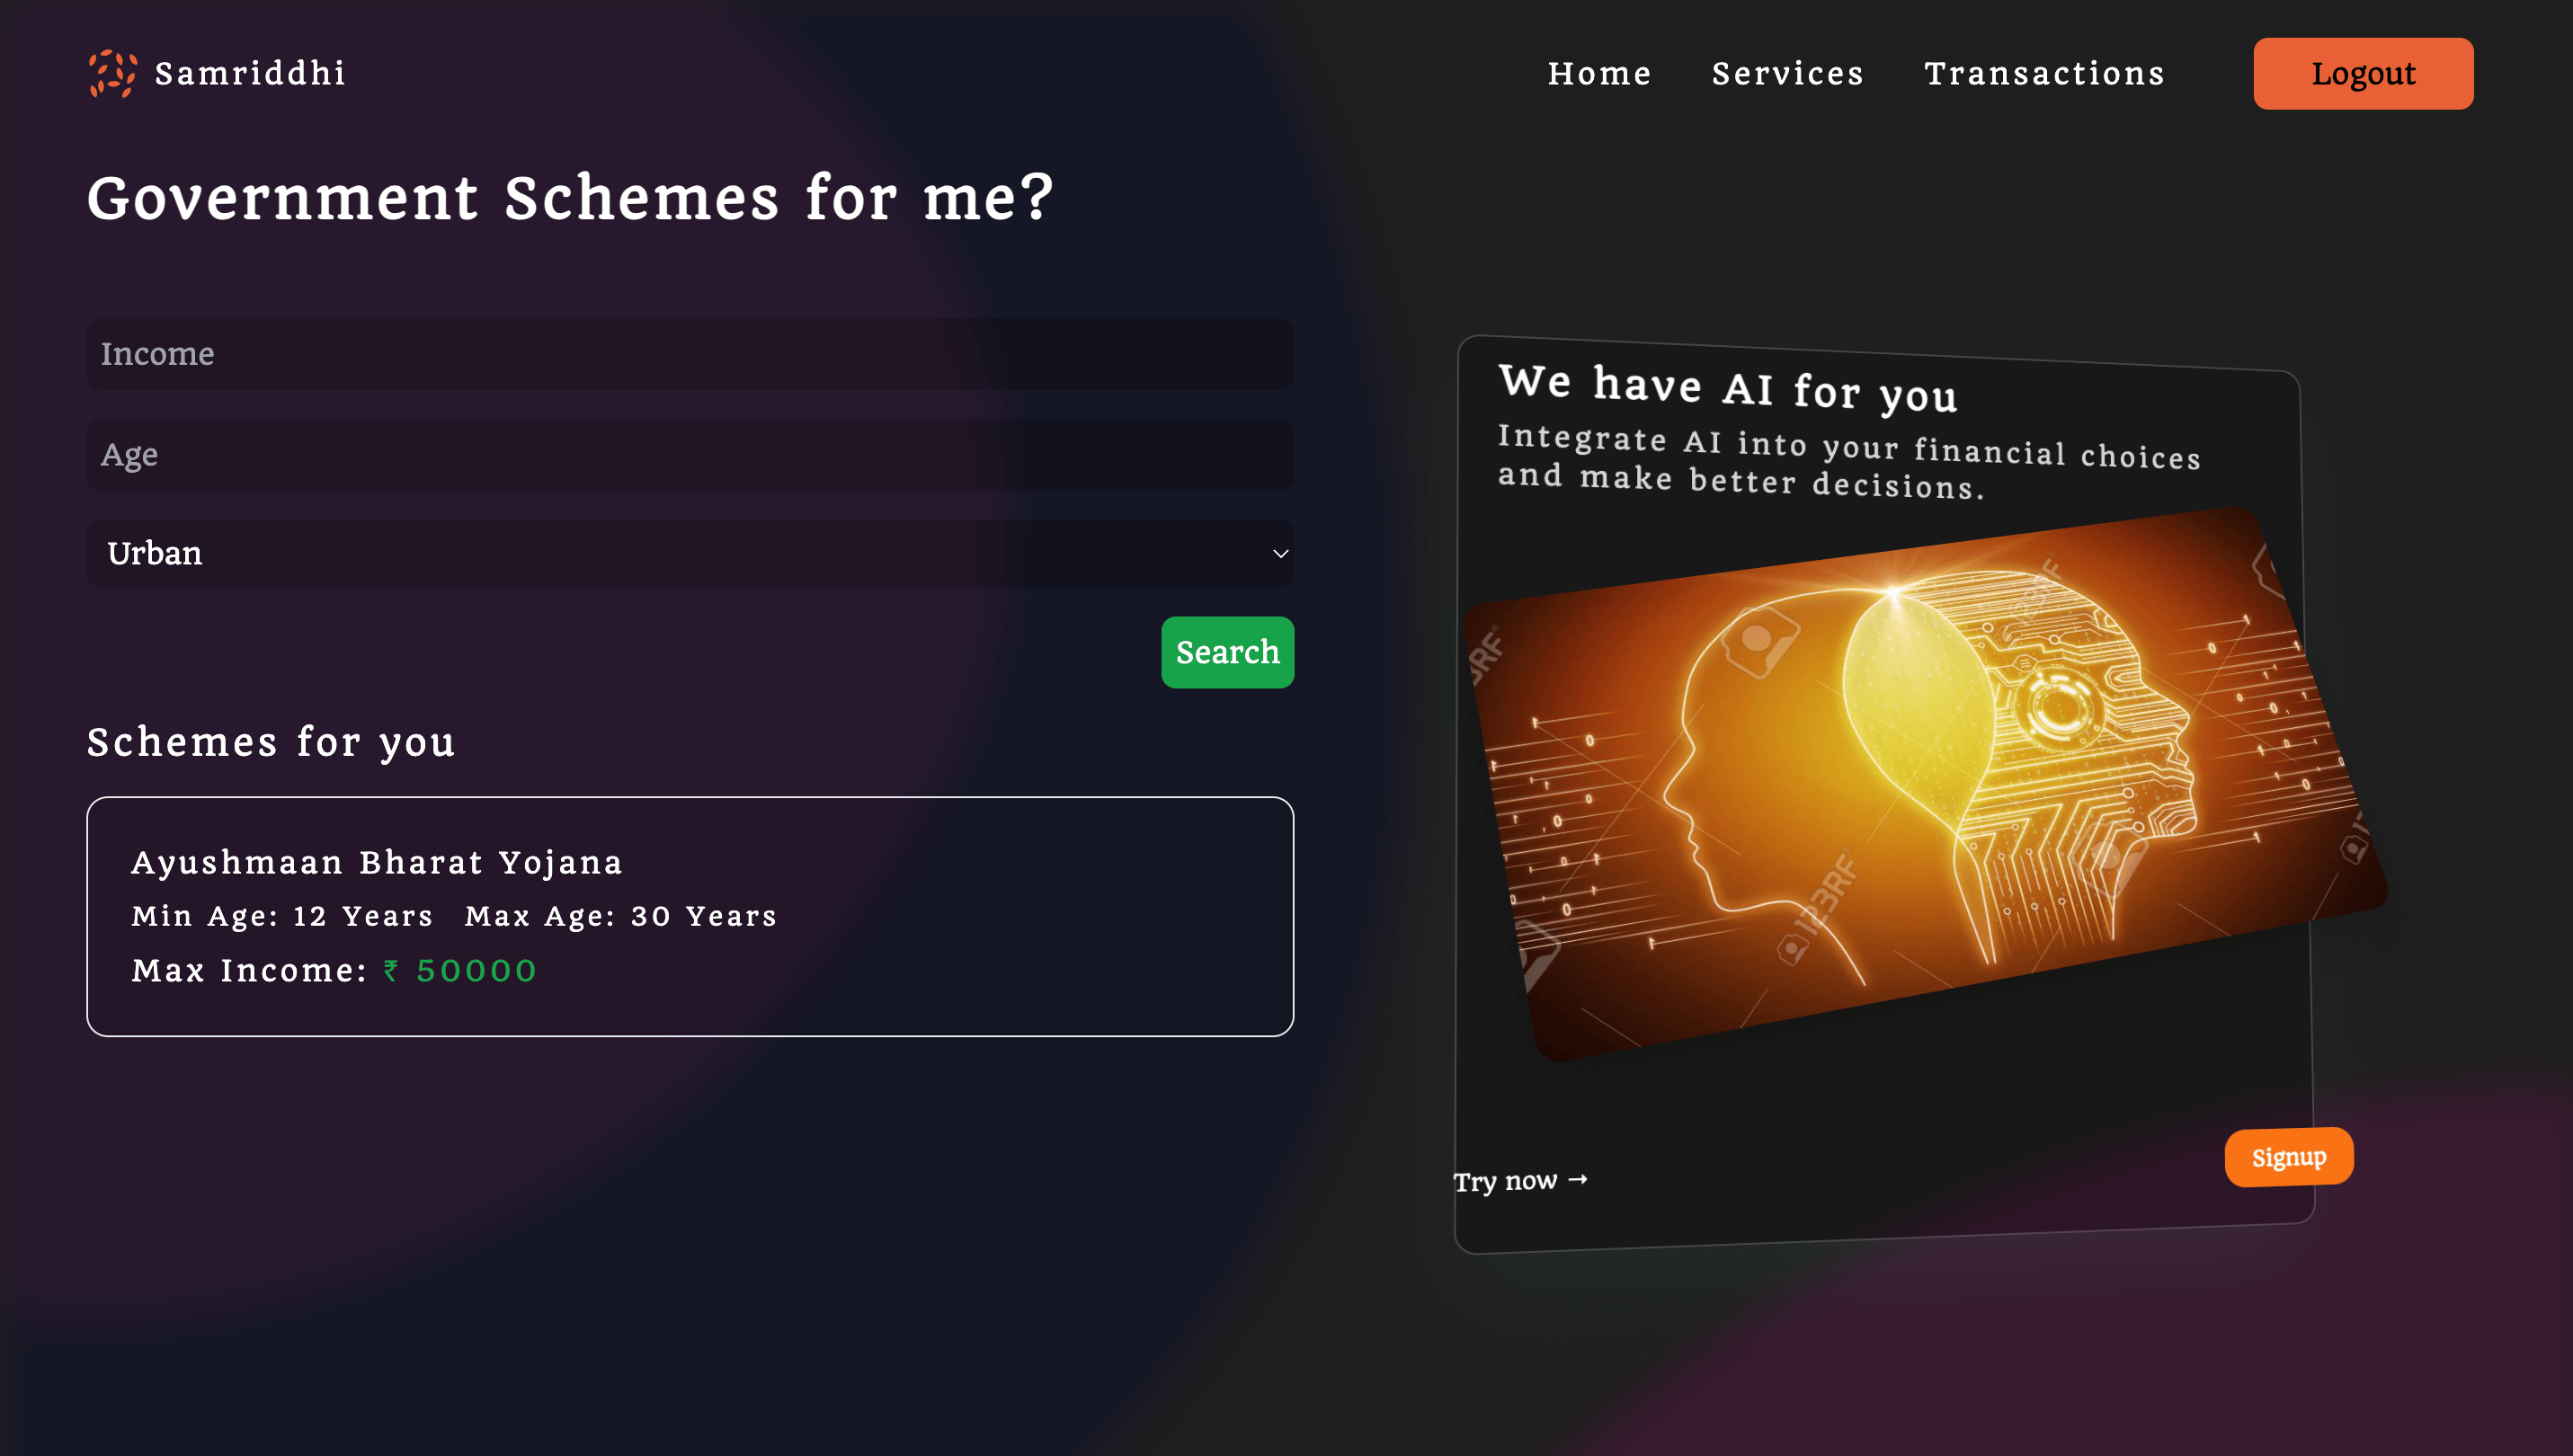 Samriddhi
Home Services Transactions Logout
Government Schemes for me?
Income
Age
Urban
Search
Schemes for you
Ayushmaan Bharat Yojana
Min Age: 12 Years Max Age: 30 Years
Max Income: ₹ 50000
We have AI for you
Integrate AI into your financial choices
and make better decisions.
123RF
Try now →
Signup